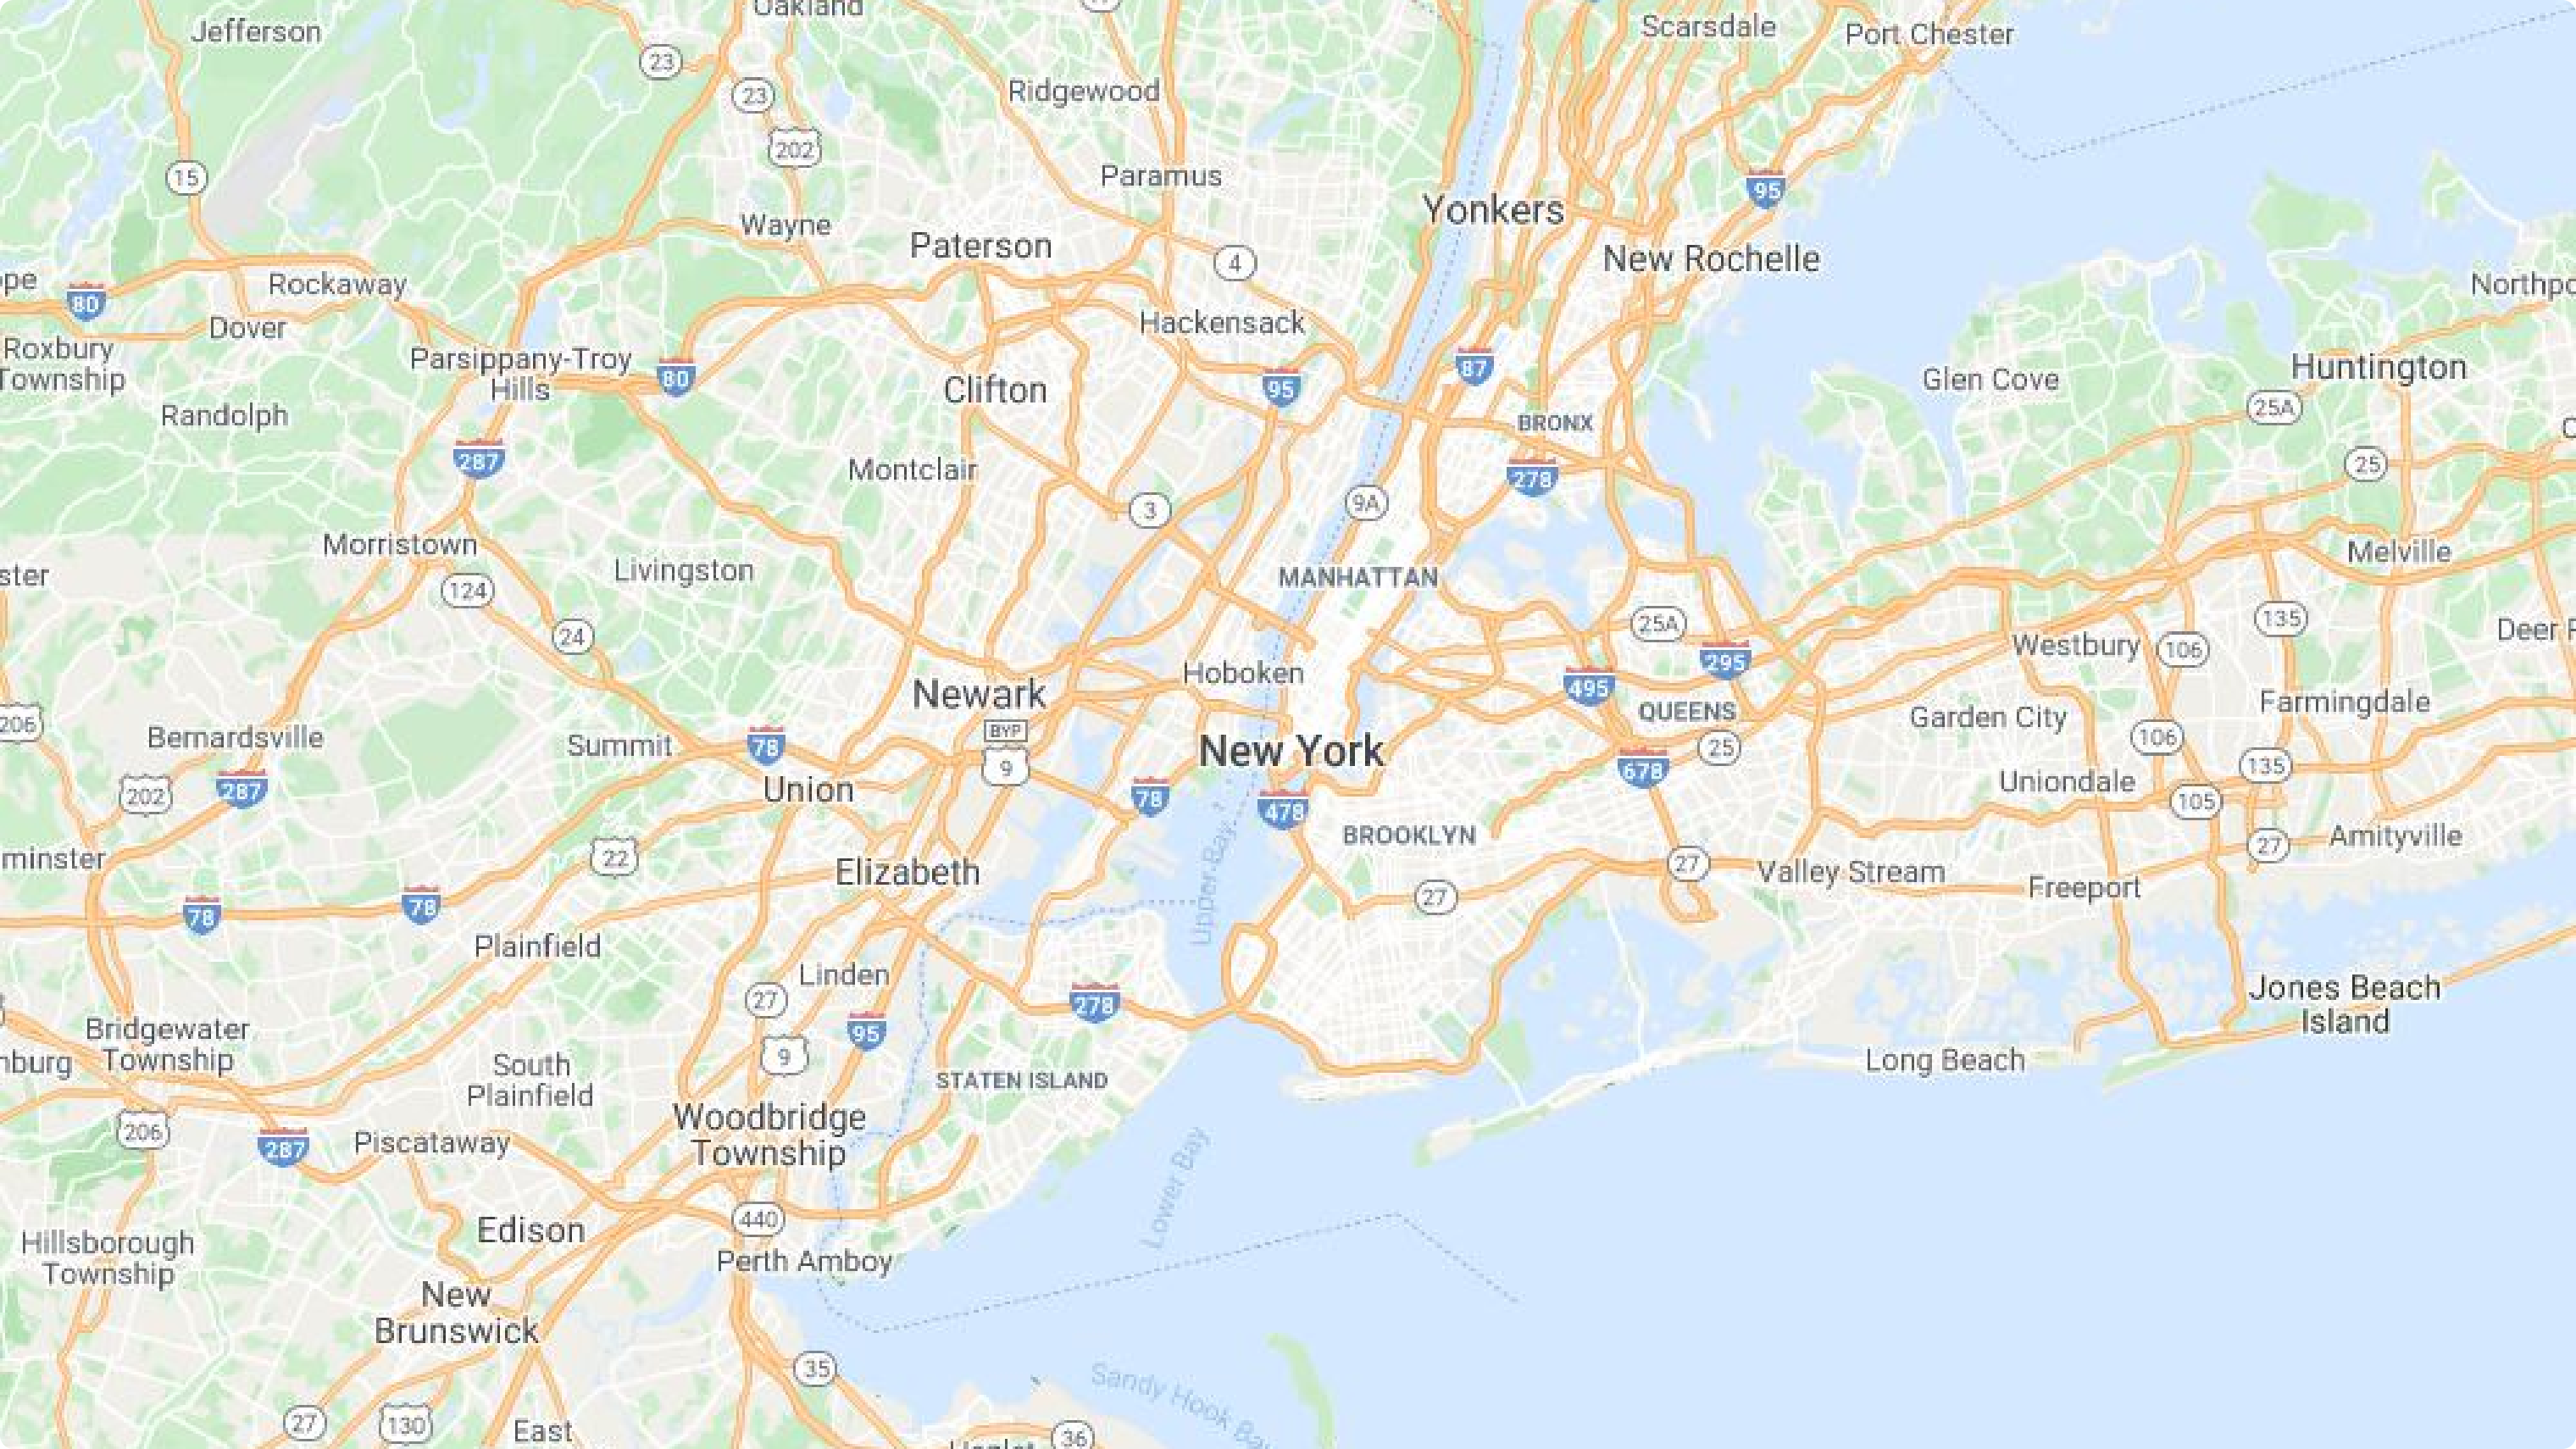 Oakland
Jefferson
Scarsdale
Port Chester
23
Ridgewood
23
202
Paramus
15
95
Yonkers
Wayne
Paterson
New Rochelle
4
Rockaway
80
Northpo
Dover
Hackensack
Roxbury
Township
Parsippany-Troy
Hills
80
95
87
Huntington
Glen Cove
Clifton
25A
Randolph
BRONX
287
Montclair
278
25
9A
3
Morristown
Melville
Livingston
MANHATTAN
124
24
25A
135
Deer P
Westbury
106
295
Hoboken
495
Newark
206
QUEENS
Garden City
Farmingdale
BYP
9
Bernardsville
Summit
78
New York
25
106
678
135
202
287
Union
78
478
Uniondale
105
BROOKLYN
Amityville
27
22
minster
Elizabeth
27
Valley Stream
Freeport
Upper Bay
27
78
78
Plainfield
Linden
Jones Beach
Island
27
278
95
Bridgewater
Township
9
Long Beach
South
Plainfield
STATEN ISLAND
Woodbridge
Township
206
287
Piscataway
Lower Bay
440
Edison
Hillsborough
Township
Perth Amboy
New
Brunswick
35
Sandy Hook Bay
27
130
East
36